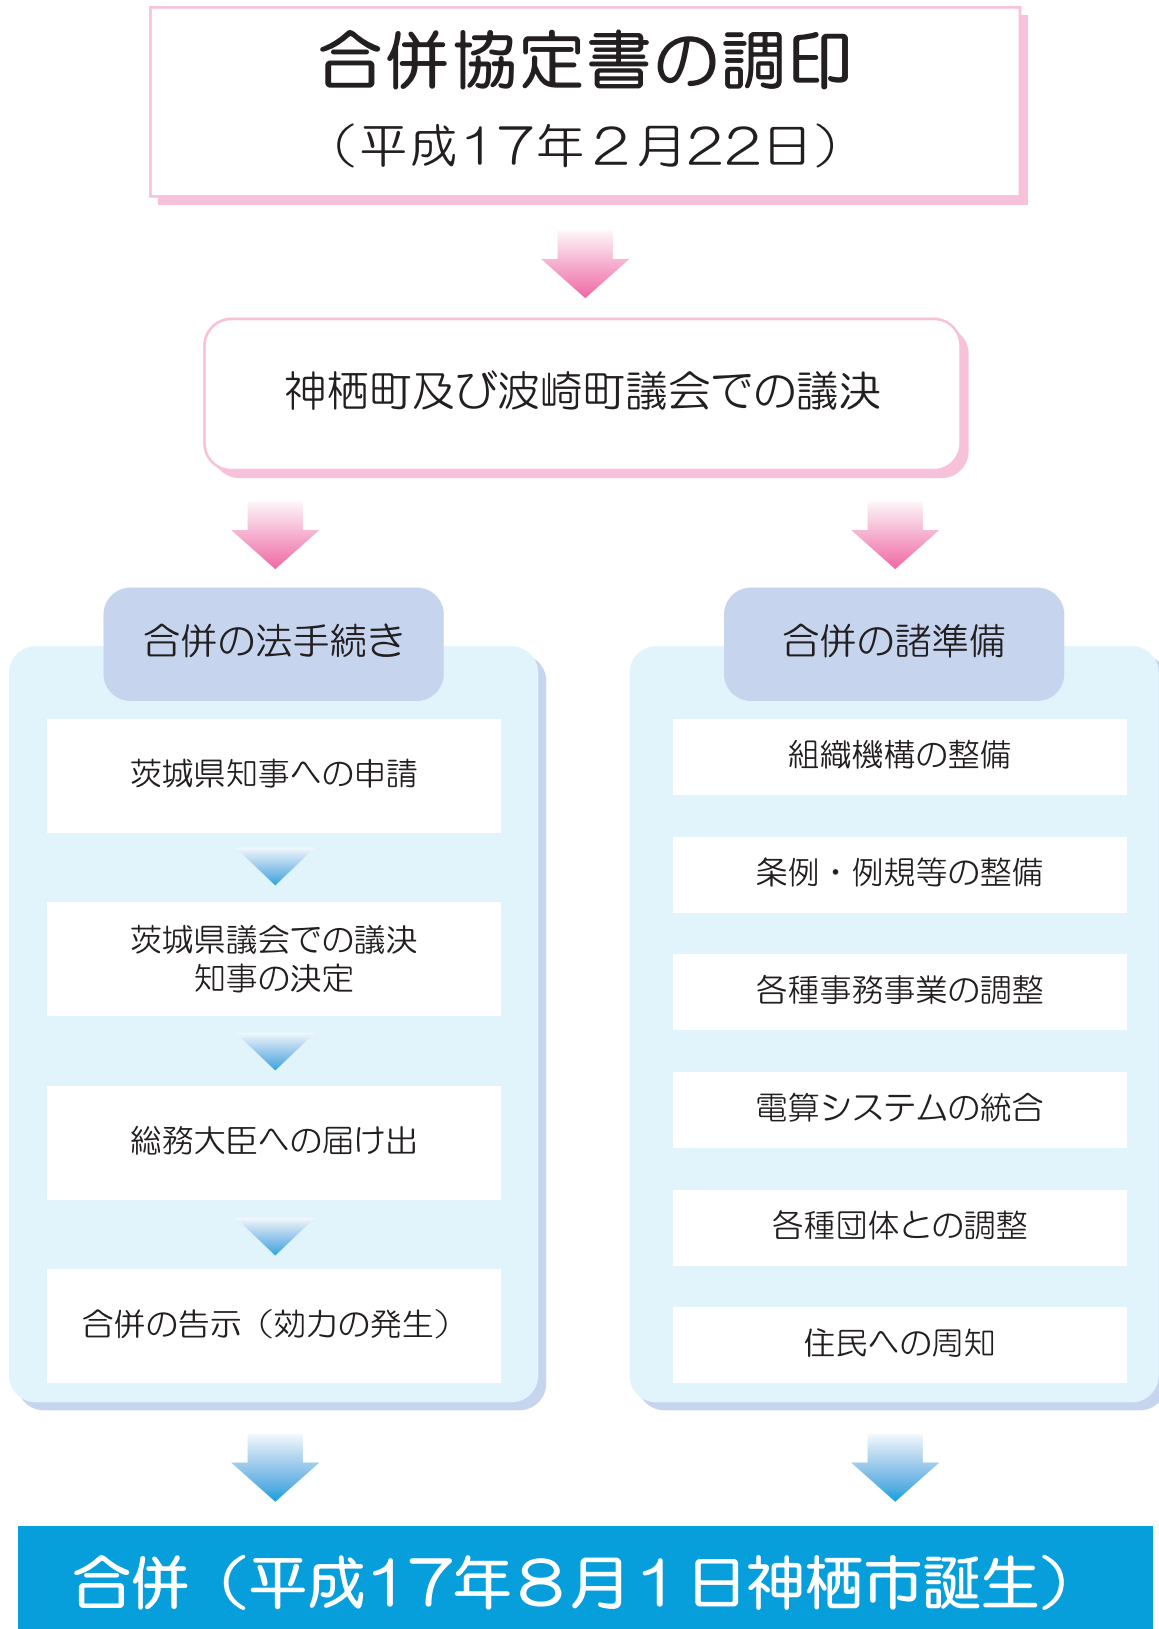 合併協定書の調印
（平成17年２月22日）
神栖町及び波崎町議会での議決
合併の法手続き
茨城県知事への申請
茨城県議会での議決
知事の決定
総務大臣への届け出
合併の告示（効力の発生）
合併の諸準備
組織機構の整備
条例・例規等の整備
各種事務事業の調整
電算システムの統合
各種団体との調整
住民への周知
合併（平成17年８月１日神栖市誕生）